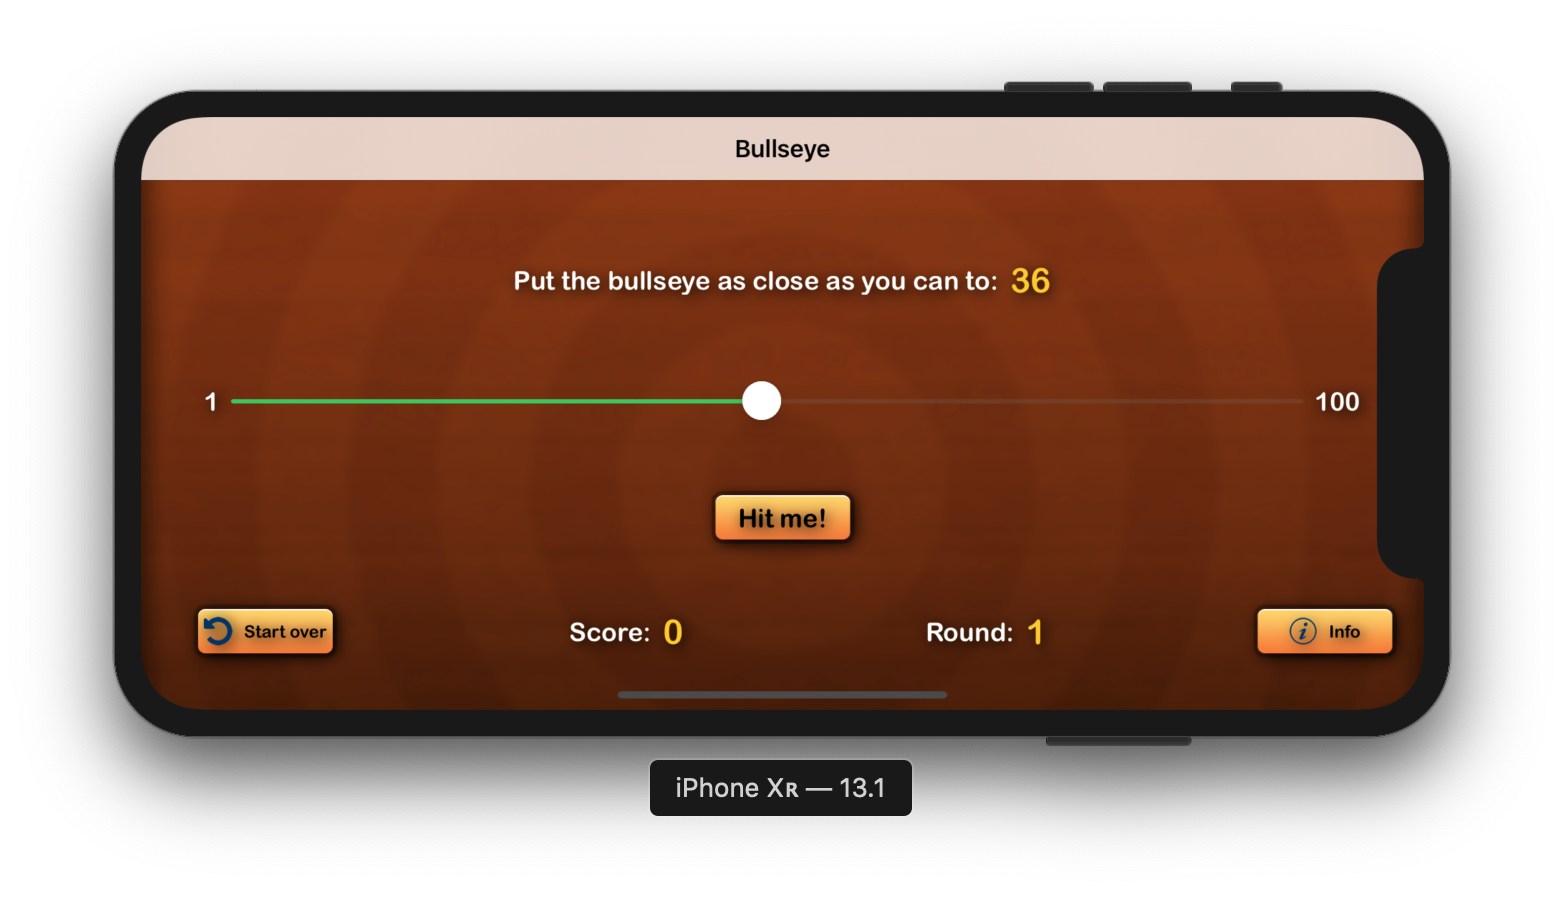 Bullseye
Put the bullseye as close as you can to: 36
1 100
Hit me!
Start over Score: 0 Round: 1 i Info
iPhone Xʀ — 13.1